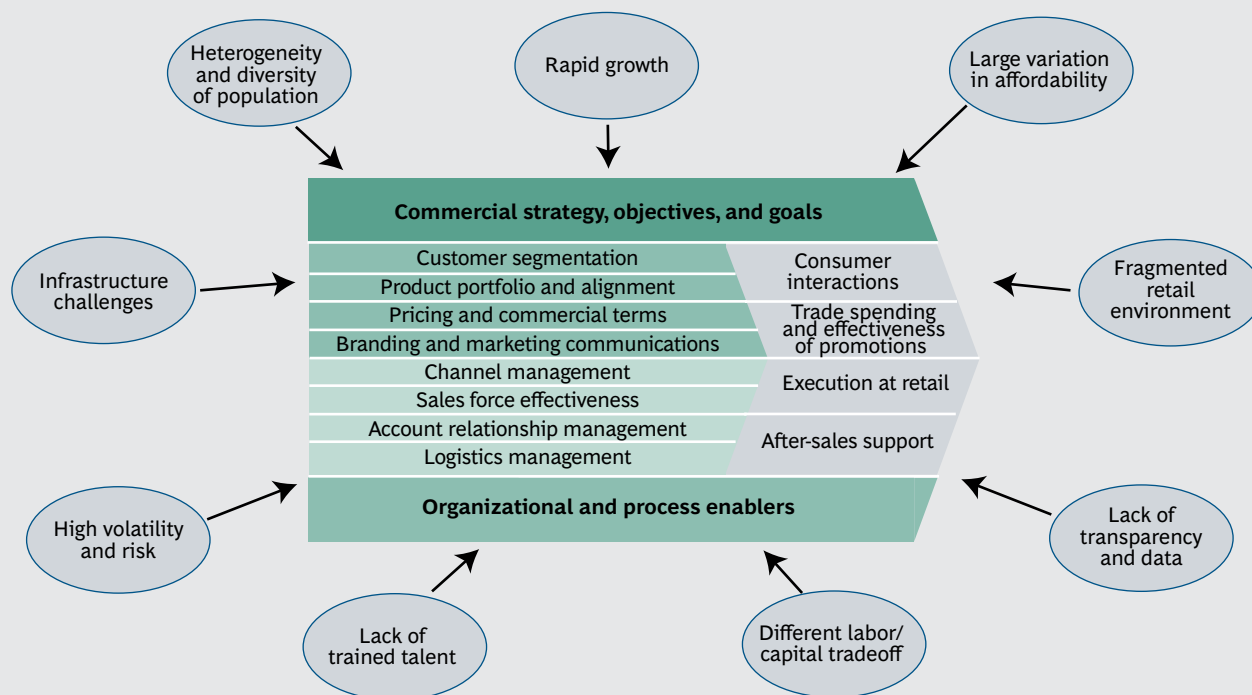 Heterogeneity
and diversity
of population
Rapid growth
Large variation
in affordability
Infrastructure
challenges
Commercial strategy, objectives, and goals
Customer segmentation
Product portfolio and alignment
Pricing and commercial terms
Branding and marketing communications
Channel management
Sales force effectiveness
Account relationship management
Logistics management
Consumer
interactions
Trade spending
and effectiveness
of promotions
Execution at retail
After-sales support
Organizational and process enablers
Fragmented
retail
environment
High volatility
and risk
Lack of
trained talent
Different labor/
capital tradeoff
Lack of
transparency
and data